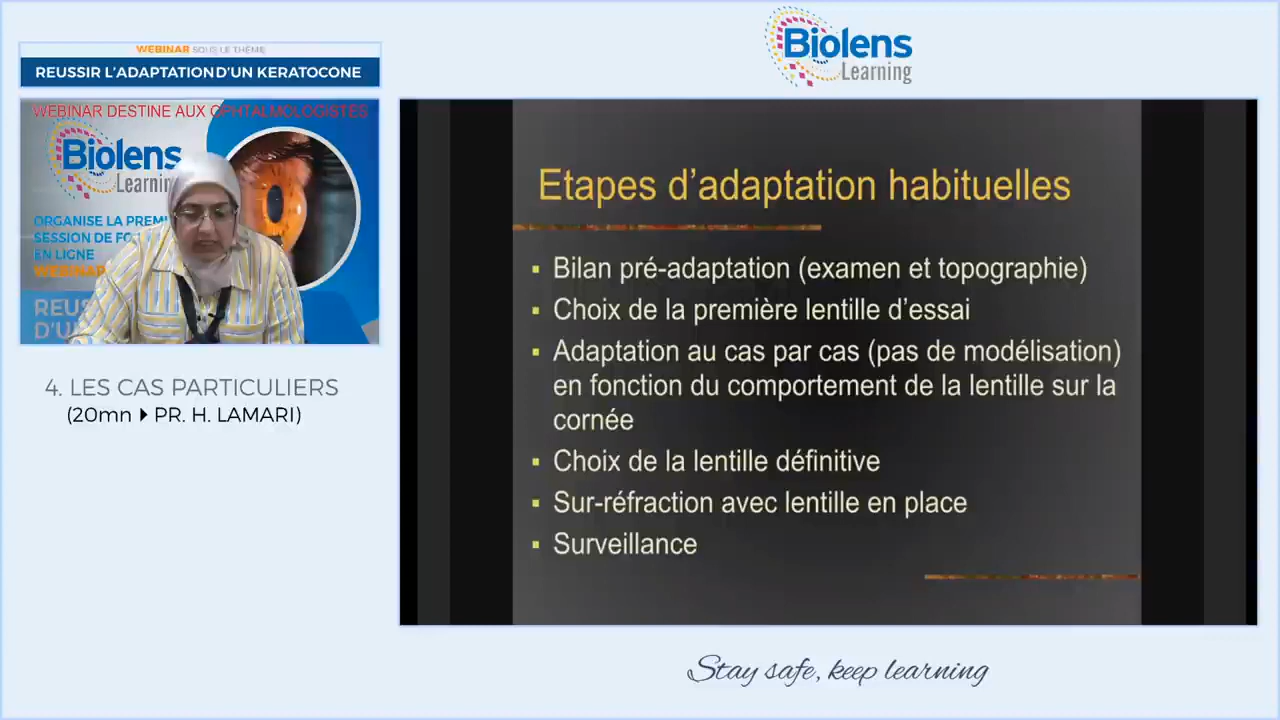 Biolens
Learning
WEBINAR SOUS LE THÈME
REUSSIR L'ADAPTATION D'UN KERATOCONE
WEBINAR DESTINE AUX OPHTALMOLOGISTES
Biolens
Learnin
ORGANISE LA PREMI
SESSION DE FO
EN LIGNE
WEBINAR
REUS
D'U
4. LES CAS PARTICULIERS
(20mn PR. H. LAMARI)
Etapes d'adaptation habituelles
Bilan pré-adaptation (examen et topographie)
Choix de la première lentille d'essai
Adaptation au cas par cas (pas de modélisation)
en fonction du comportement de la lentille sur la
cornée
Choix de la lentille définitive
Sur-réfraction avec lentille en place
Surveillance
Stay safe, keep learning